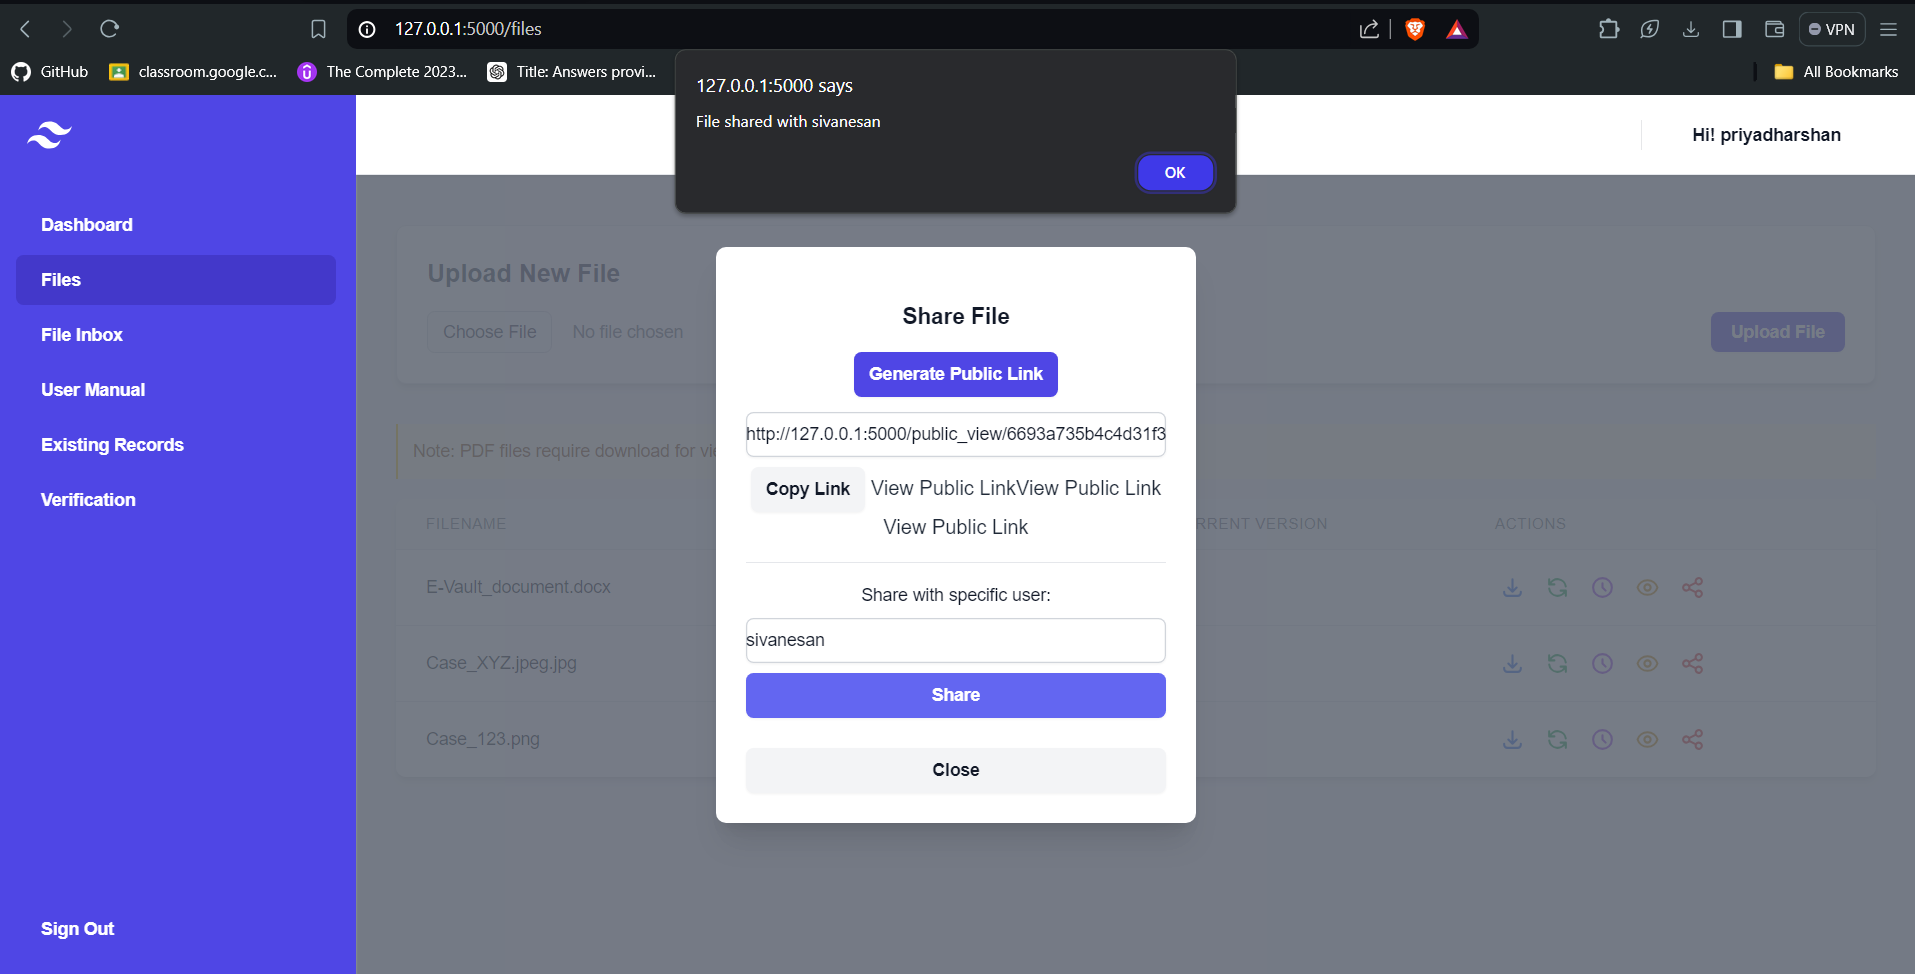 127.0.0.1:5000/files
VPN
GitHub
classroom.google.c...
The Complete 2023...
Title: Answers provi...
All Bookmarks
127.0.0.1:5000 says
File shared with sivanesan
OK
Hi! priyadharshan
Dashboard
Files
File Inbox
User Manual
Existing Records
Verification
Sign Out
Upload New File
Choose File
No file chosen
Upload File
Note: PDF files require download for
FILENAME
ACTIONS
E-Vault_document.docx
Case_XYZ.jpeg.jpg
Case_123.png
RRENT VERSION
Share File
Generate Public Link
http://127.0.0.1:5000/public_view/6693a735b4c4d31f3
Copy Link
View Public LinkView Public Link
View Public Link
Share with specific user:
sivanesan
Share
Close